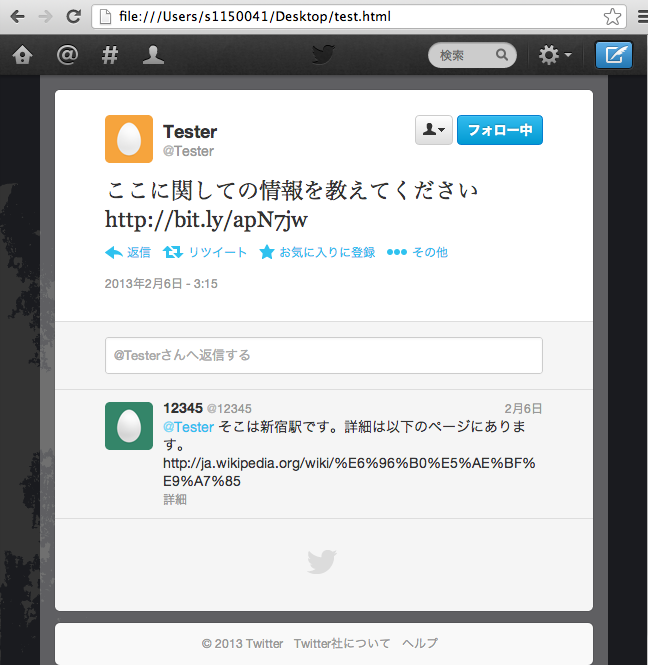 file:///Users/s1150041/Desktop/test.html
@ # 検索
Tester
@Tester
フォロー中
ここに関しての情報を教えてください
http://bit.ly/apN7jw
返信 リツイート お気に入りに登録 その他
2013年2月6日 - 3:15
@Testerさんへ返信する
12345 @12345 2月6日
@Tester そこは新宿駅です。詳細は以下のページにありま
す。
http://ja.wikipedia.org/wiki/%E6%96%B0%E5%AE%BF%
E9%A7%85
詳細
© 2013 Twitter Twitter社について ヘルプ